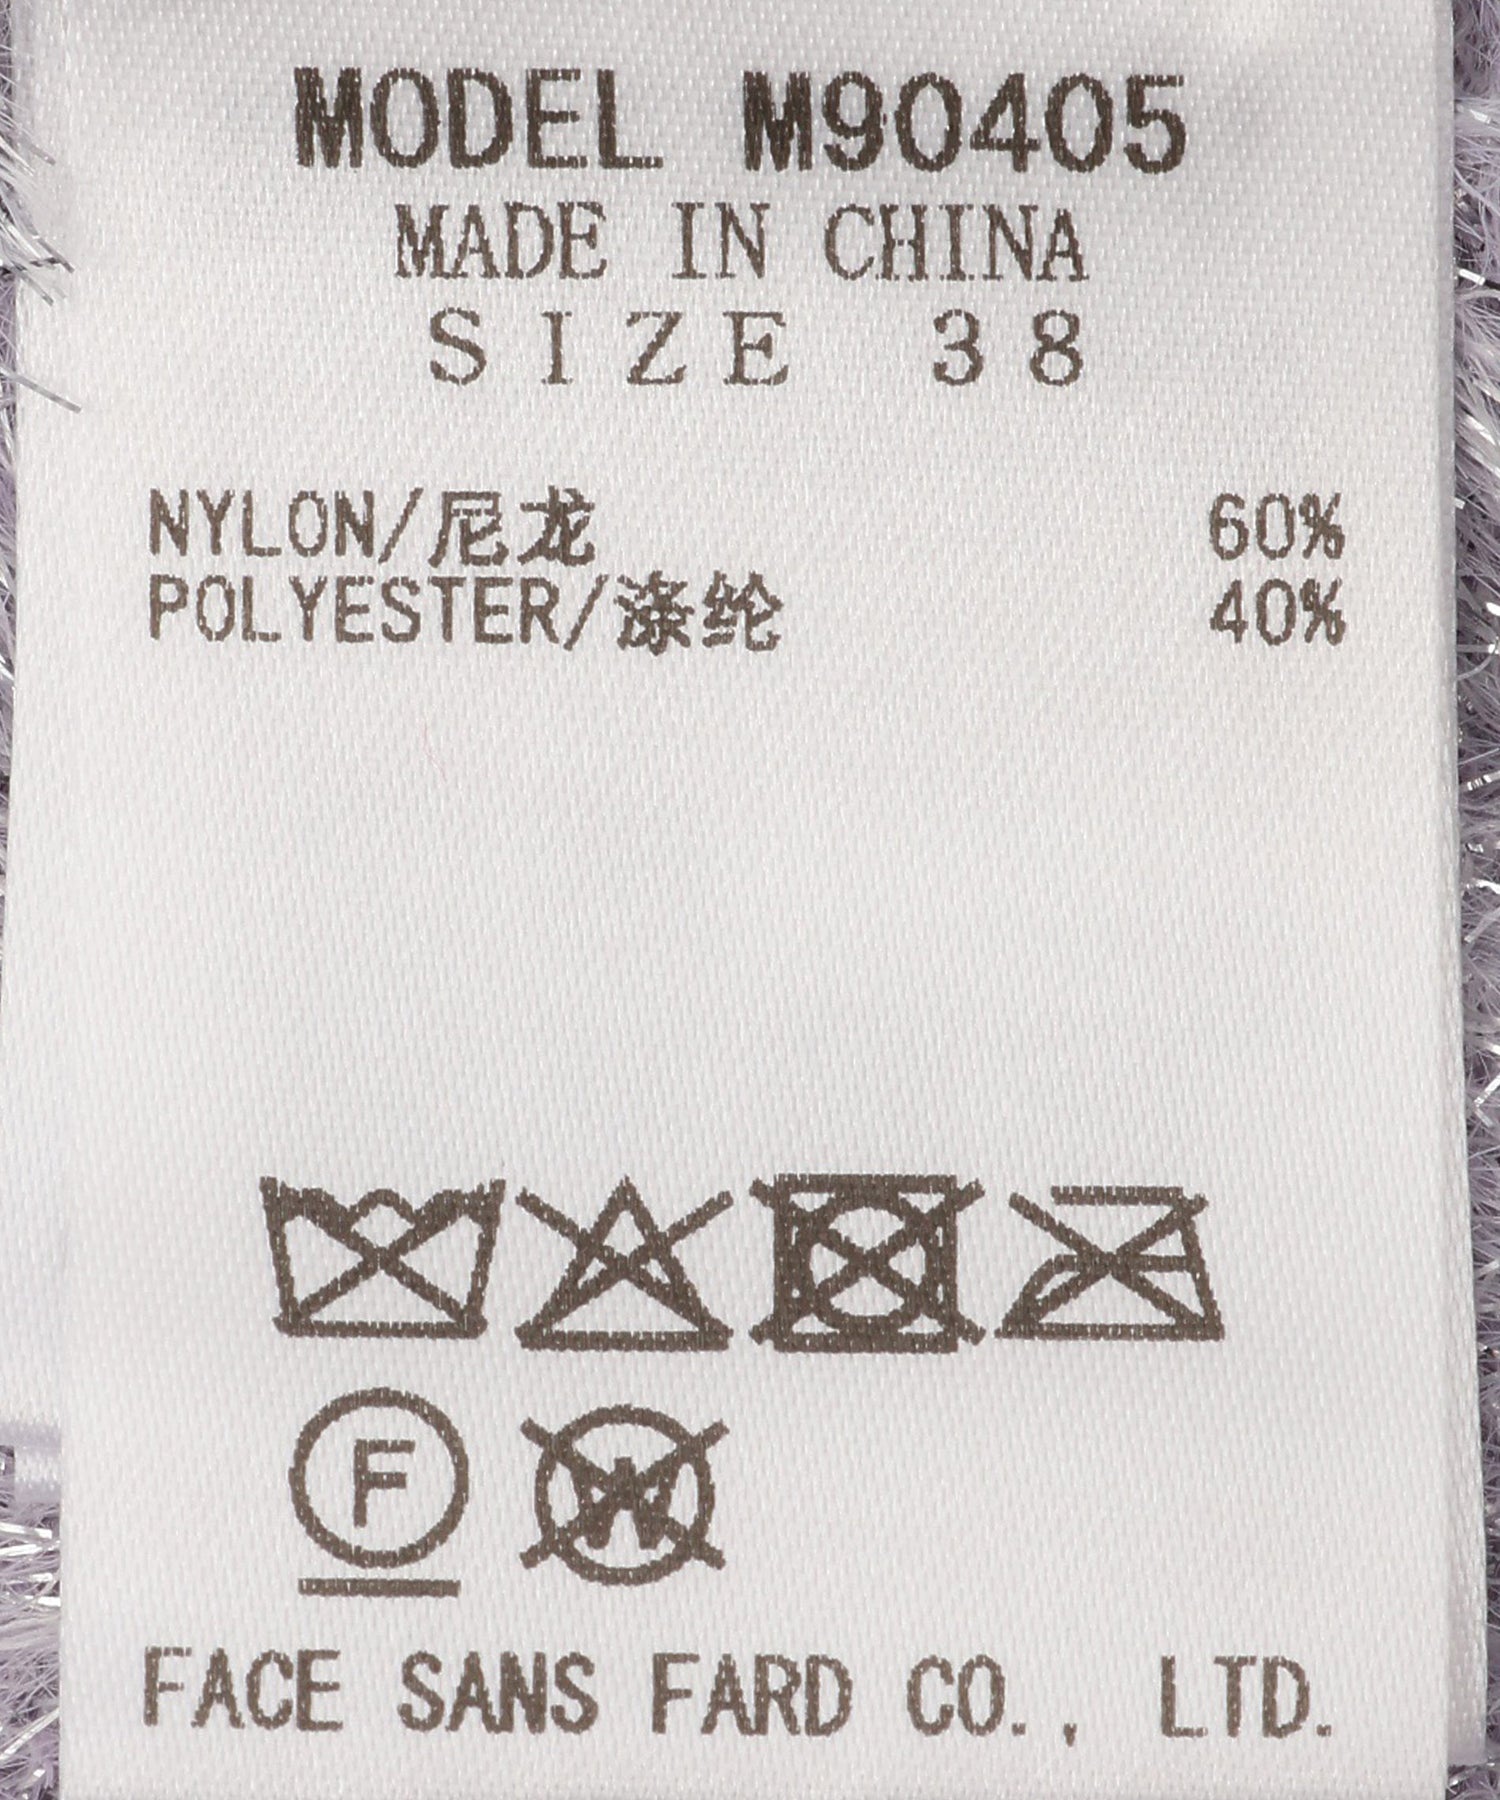 MODEL M90405
MADE IN CHINA
SIZE 38
NYLON/尼龙 60%
POLYESTER/涤纶 40%
F W
FACE SANS FARD CO., LTD.